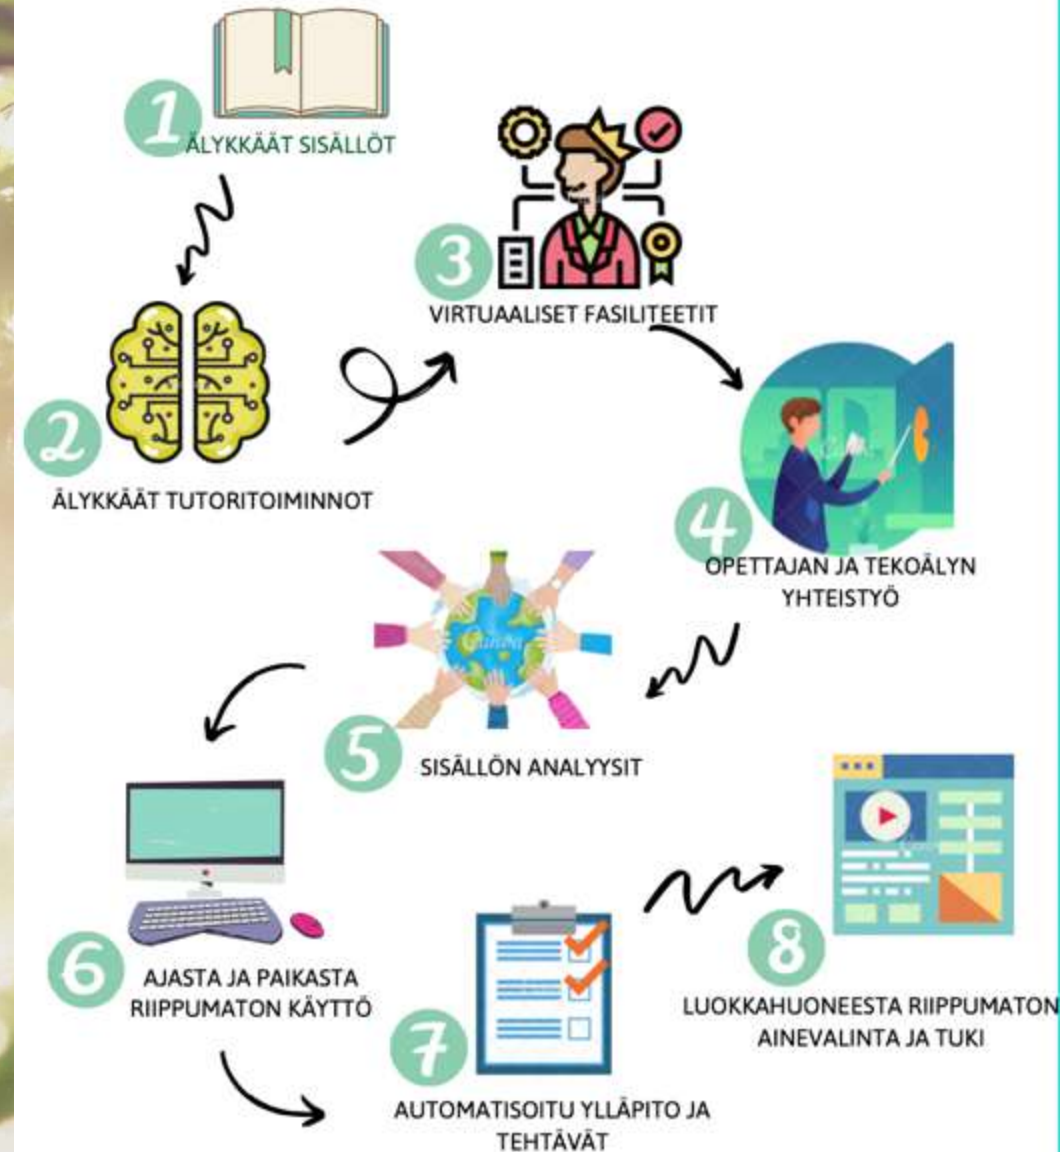 1
ÄLYKKÄÄT SISÄLLÖT
2
ÄLYKKÄÄT TUTORITOIMINNOT
3
VIRTUAALISET FASILITEETIT
4
OPETTAJAN JA TEKOÄLYN
YHTEISTYÖ
5
SISÄLLÖN ANALYYSIT
6
AJASTA JA PAIKASTA
RIIPPUMATON KÄYTTÖ
7
AUTOMATISOITU YLLÄPITO JA
TEHTÄVÄT
8
LUOKKAHUONEESTA RIIPPUMATON
AINEVALINTA JA TUKI